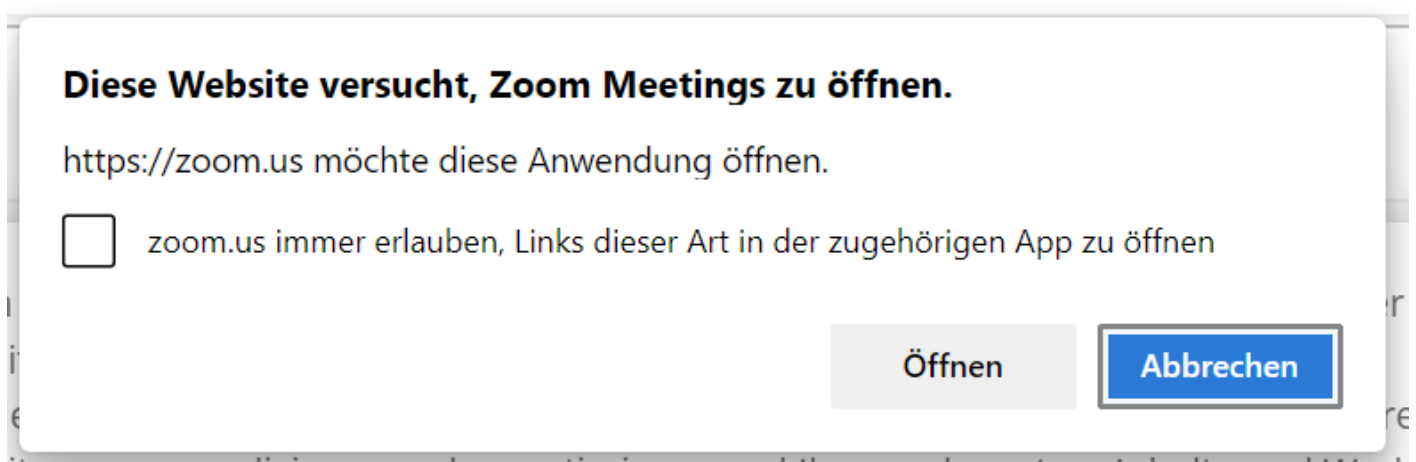 Diese Website versucht, Zoom Meetings zu öffnen.
https://zoom.us möchte diese Anwendung öffnen.
zoom.us immer erlauben, Links dieser Art in der zugehörigen App zu öffnen
Öffnen
Abbrechen